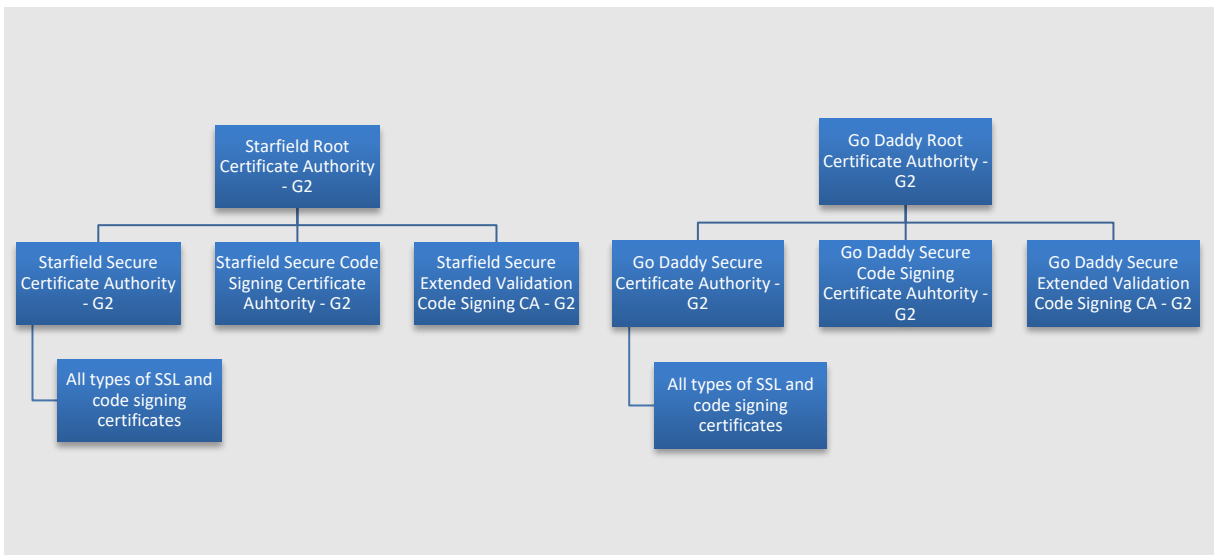 Starfield Root
Certificate Authority
- G2
Go Daddy Root
Certificate Authority -
G2
Starfield Secure
Certificate Authority
- G2
Starfield Secure Code
Signing Certificate
Auhtority - G2
Starfield Secure
Extended Validation
Code Signing CA - G2
Go Daddy Secure
Certificate Authority -
G2
Go Daddy Secure
Code Signing
Certificate Auhtority -
G2
Go Daddy Secure
Extended Validation
Code Signing CA - G2
All types of SSL and
code signing
certificates
All types of SSL and
code signing
certificates